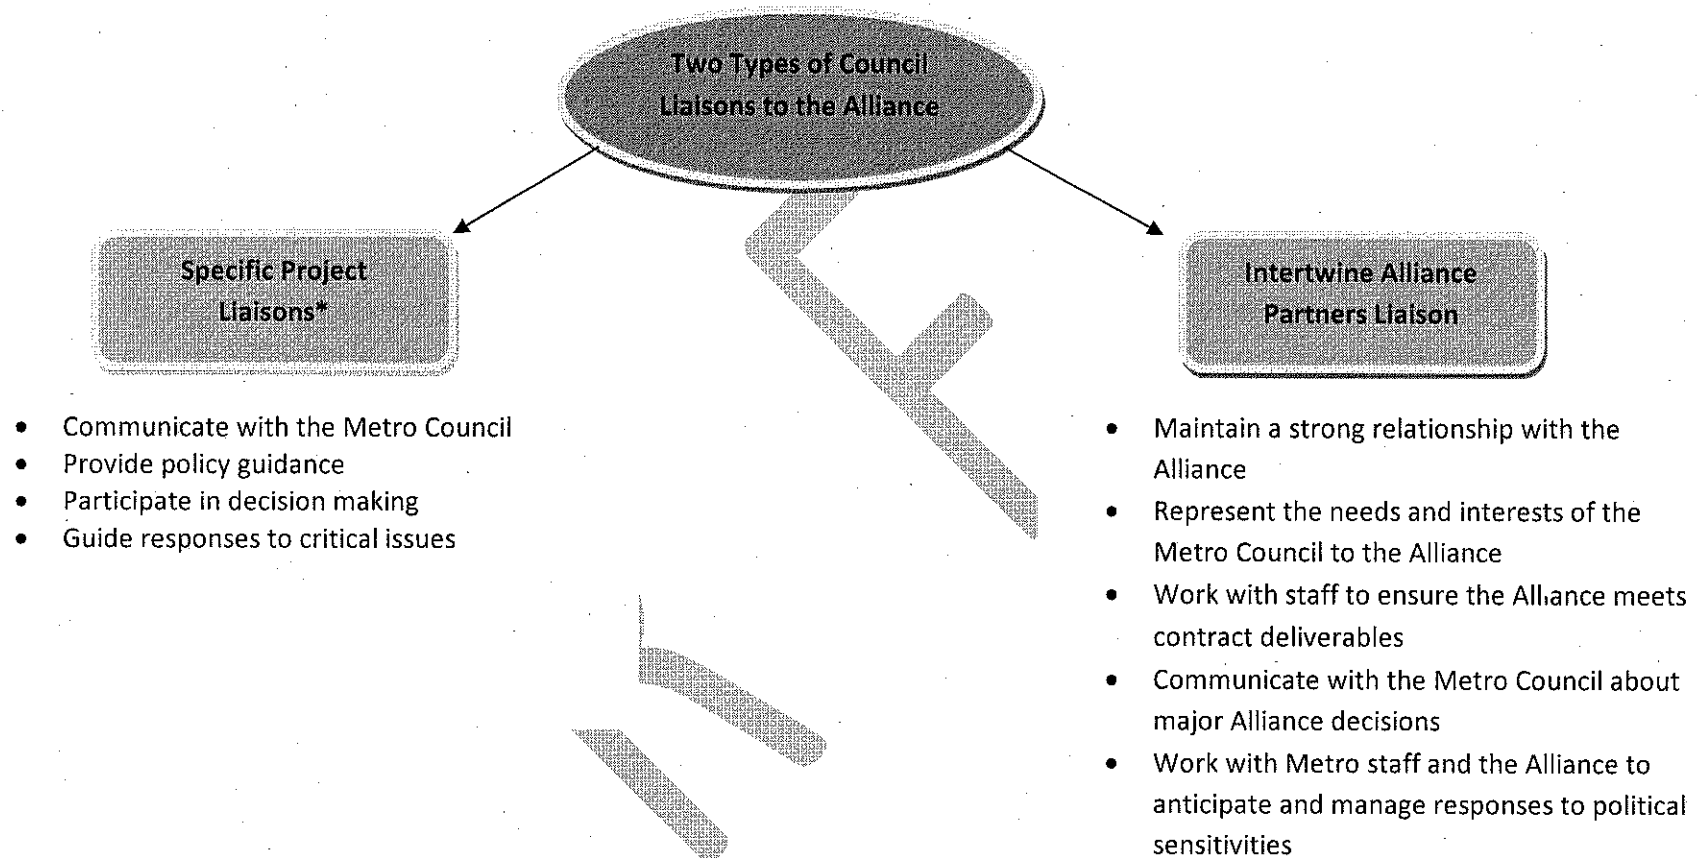 Two Types of Council
Liaisons to the Alliance
Specific Project
Liaisons*
• Communicate with the Metro Council
• Provide policy guidance
• Participate in decision making
• Guide responses to critical issues
Intertwine Alliance
Partners Liaison
• Maintain a strong relationship with the
Alliance
• Represent the needs and interests of the
Metro Council to the Alliance
• Work with staff to ensure the Alliance meets
contract deliverables
• Communicate with the Metro Council about
major Alliance decisions
• Work with Metro staff and the Alliance to
anticipate and manage responses to political
sensitivities